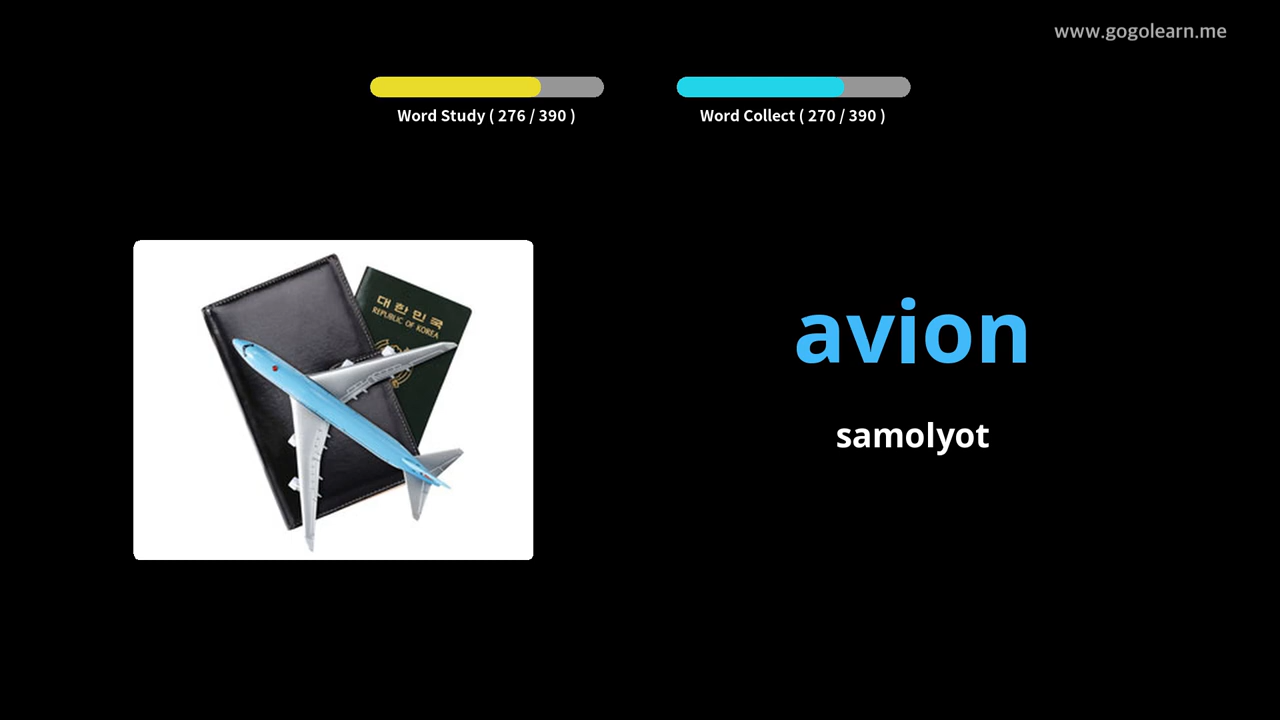 www.gogolearn.me
Word Study ( 276 / 390 )
Word Collect ( 270 / 390 )
대한민국
REPUBLIC OF KOREA
avion
samolyot